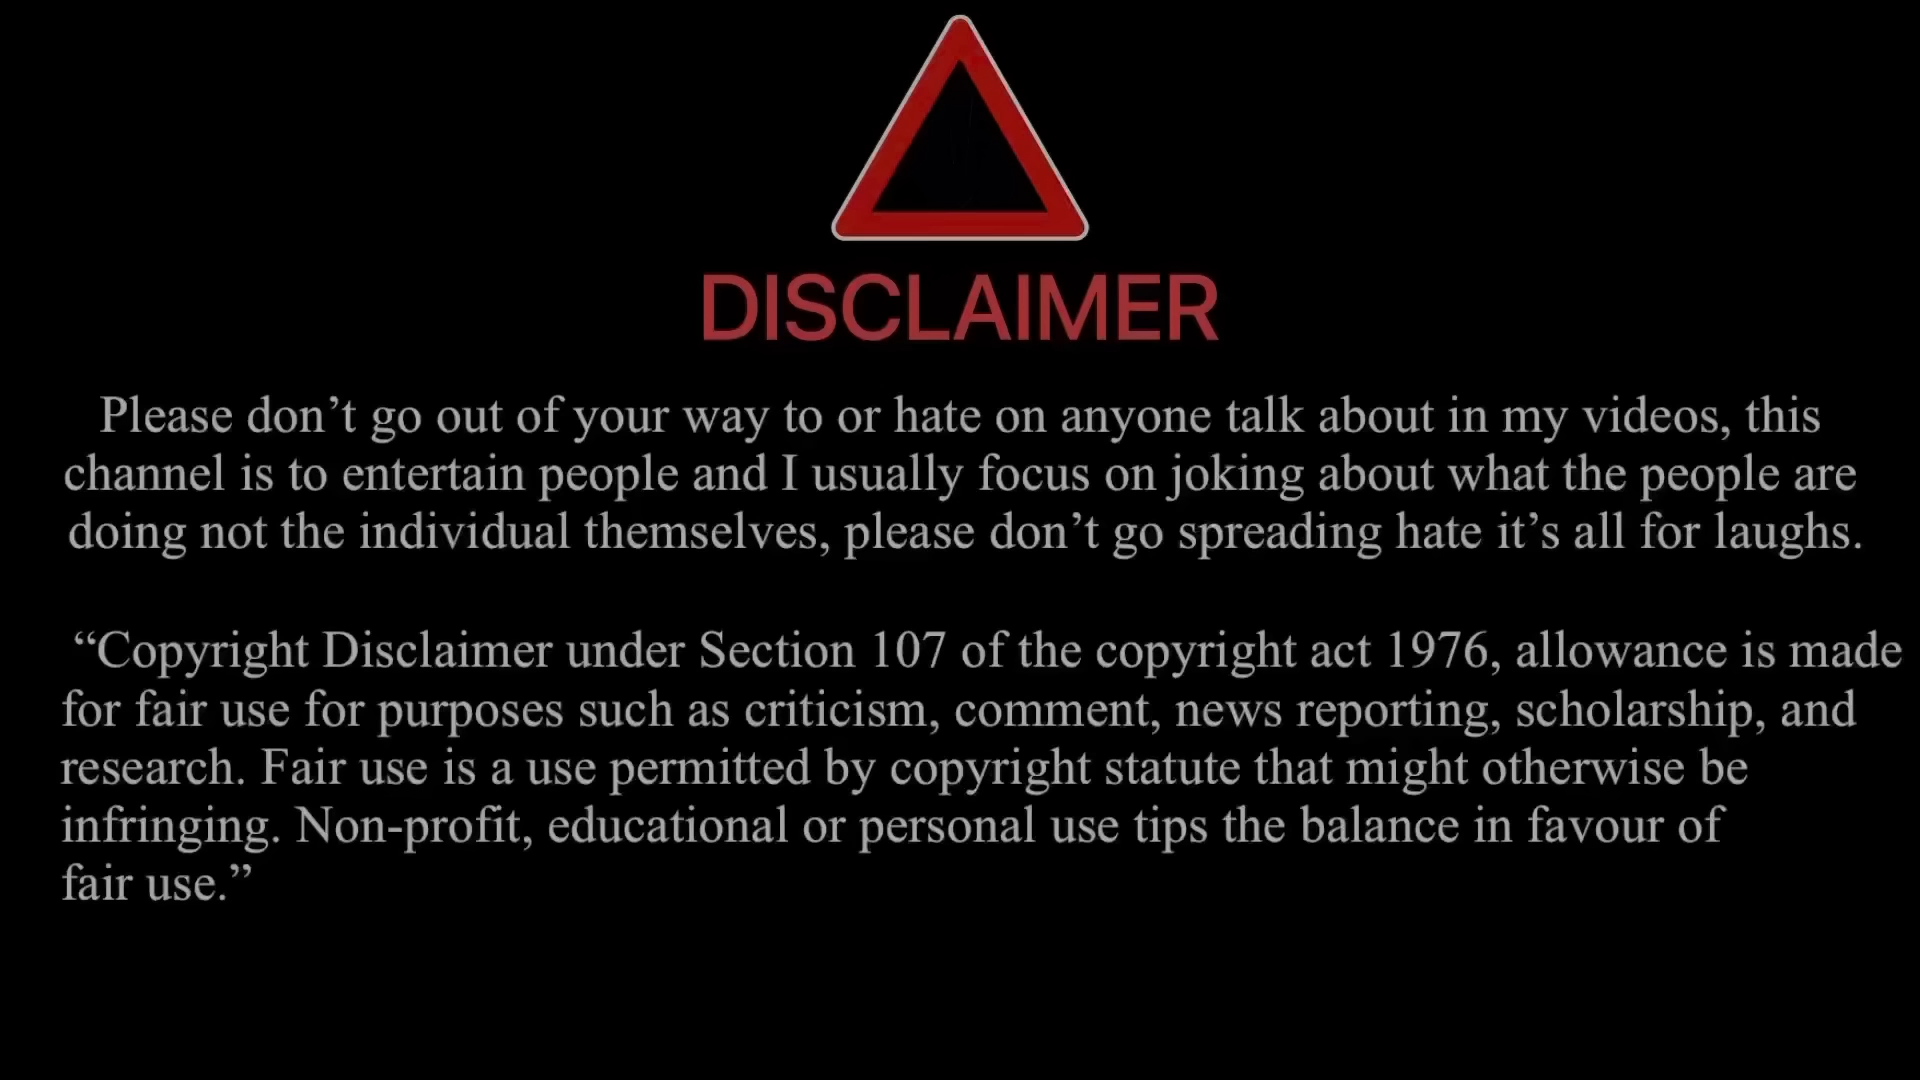 DISCLAIMER
Please don’t go out of your way to or hate on anyone talk about in my videos, this
channel is to entertain people and I usually focus on joking about what the people are
doing not the individual themselves, please don’t go spreading hate it’s all for laughs.
“Copyright Disclaimer under Section 107 of the copyright act 1976, allowance is made
for fair use for purposes such as criticism, comment, news reporting, scholarship, and
research. Fair use is a use permitted by copyright statute that might otherwise be
infringing. Non-profit, educational or personal use tips the balance in favour of
fair use.”